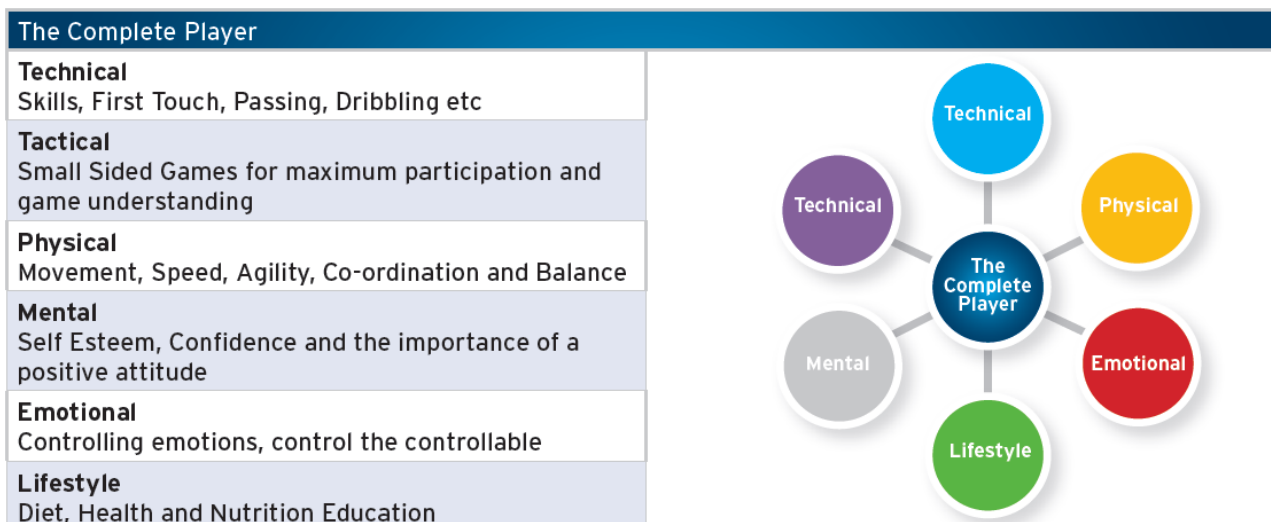 The Complete Player
Technical
Skills, First Touch, Passing, Dribbling etc
Tactical
Small Sided Games for maximum participation and
game understanding
Physical
Movement, Speed, Agility, Co-ordination and Balance
Mental
Self Esteem, Confidence and the importance of a
positive attitude
Emotional
Controlling emotions, control the controllable
Lifestyle
Diet, Health and Nutrition Education
Technical
Technical
Physical
The
Complete
Player
Mental
Emotional
Lifestyle